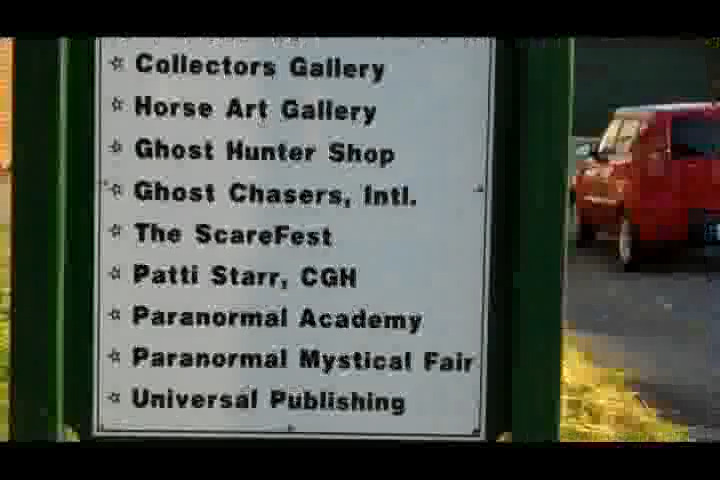 ☆ Collectors Gallery
☆ Horse Art Gallery
☆ Ghost Hunter Shop
☆ Ghost Chasers, Intl.
☆ The ScareFest
☆ Patti Starr, CGH
☆ Paranormal Academy
☆ Paranormal Mystical Fair
☆ Universal Publishing